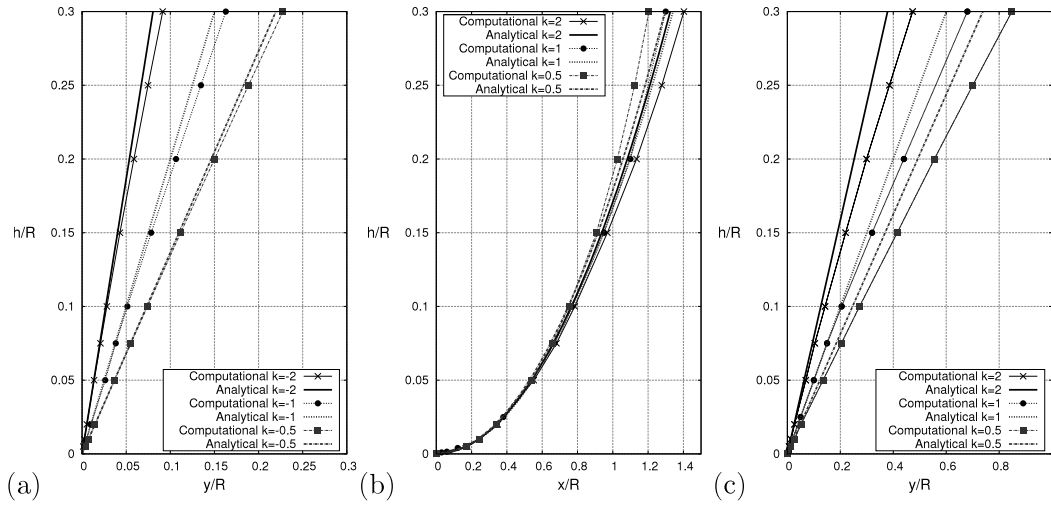 0.3
0.25
0.2
h/R
0.15
0.1
0.05
0
Computational k=-2
Analytical k=-2
Computational k=-1
Analytical k=-1
Computational k=-0.5
Analytical k=-0.5
0 0.05 0.1 0.15 0.2 0.25 0.3
(a) y/R
0.3
0.25
0.2
h/R
0.15
0.1
0.05
0
Computational k=2
Analytical k=2
Computational k=1
Analytical k=1
Computational k=0.5
Analytical k=0.5
0 0.2 0.4 0.6 0.8 1 1.2 1.4
(b) x/R
0.3
0.25
0.2
h/R
0.15
0.1
0.05
0
Computational k=2
Analytical k=2
Computational k=1
Analytical k=1
Computational k=0.5
Analytical k=0.5
0 0.2 0.4 0.6 0.8 1
(c) y/R